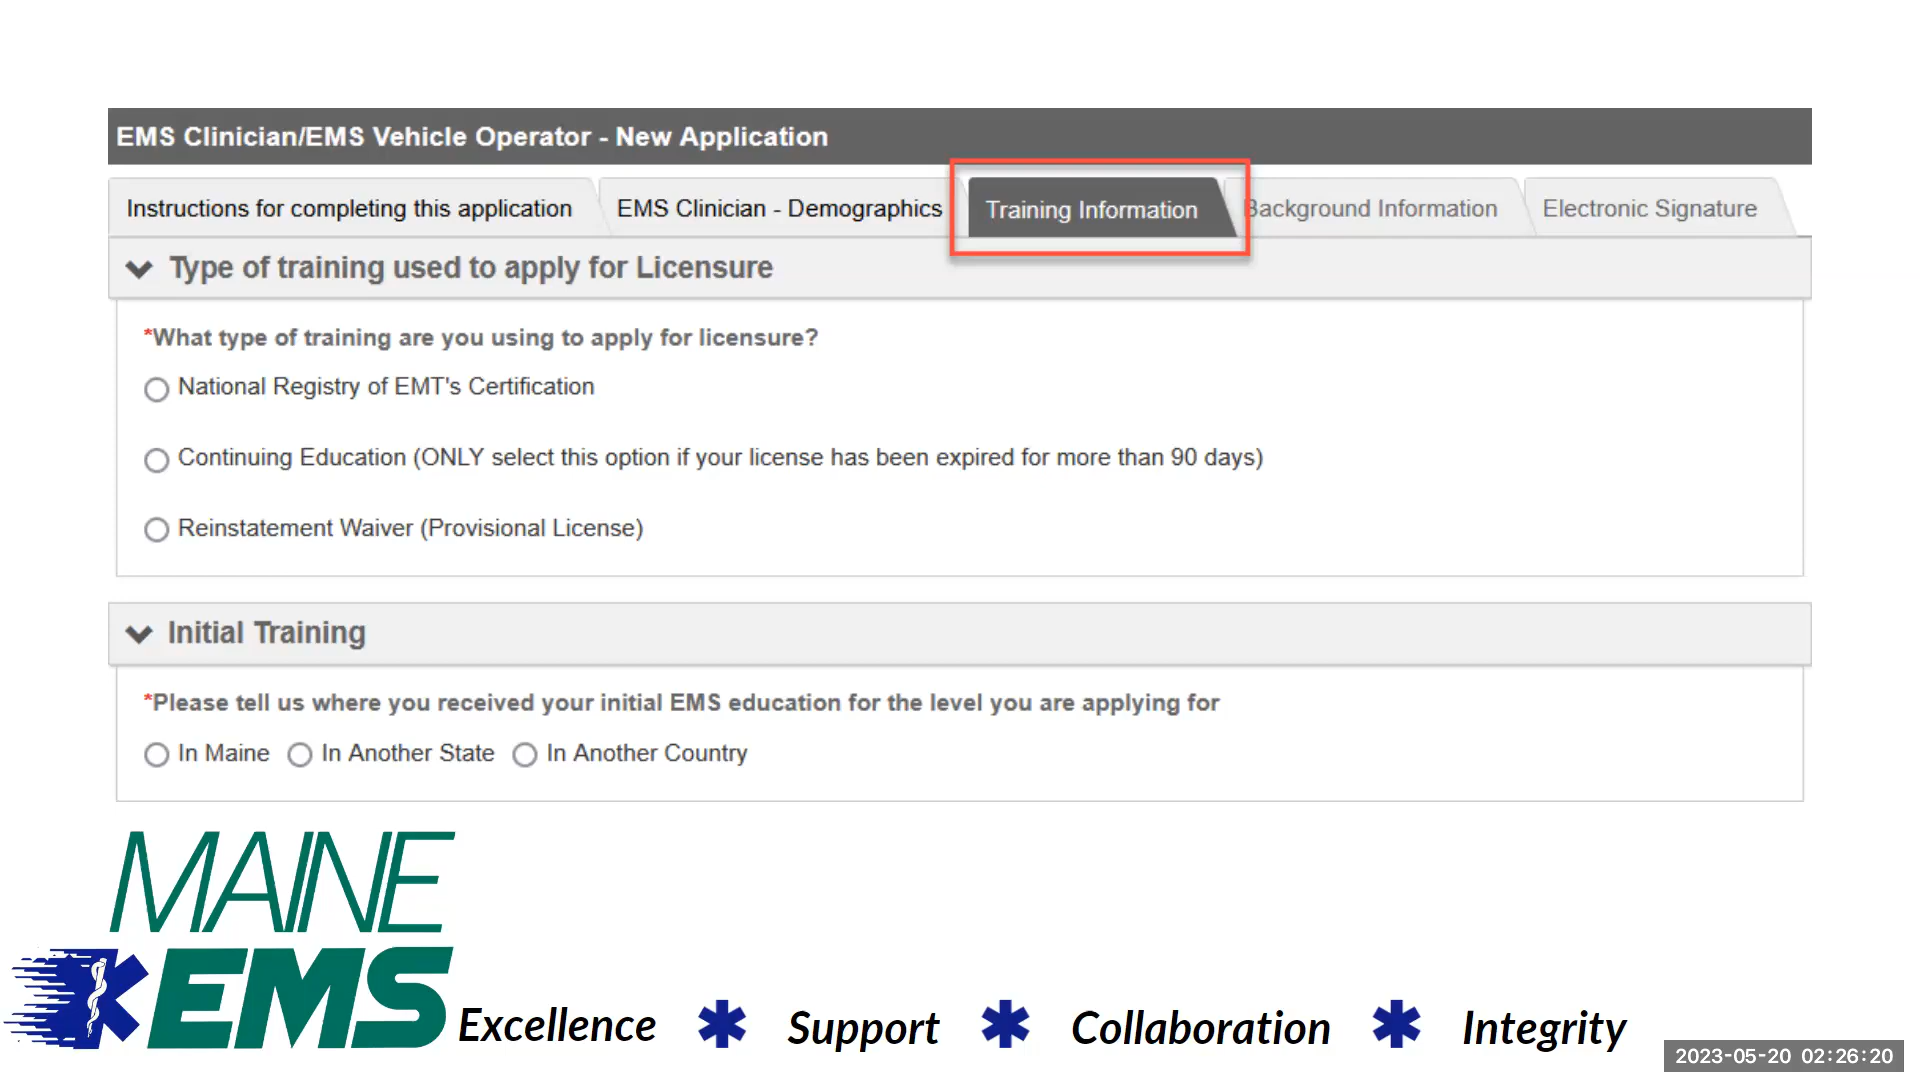 EMS Clinician/EMS Vehicle Operator - New Application
Instructions for completing this application EMS Clinician - Demographics Training Information Background Information Electronic Signature
Type of training used to apply for Licensure
*What type of training are you using to apply for licensure?
National Registry of EMT's Certification
Continuing Education (ONLY select this option if your license has been expired for more than 90 days)
Reinstatement Waiver (Provisional License)
Initial Training
*Please tell us where you received your initial EMS education for the level you are applying for
In Maine In Another State In Another Country
MAINE
EMS
Excellence Support Collaboration Integrity
2023-05-20 02:26:20